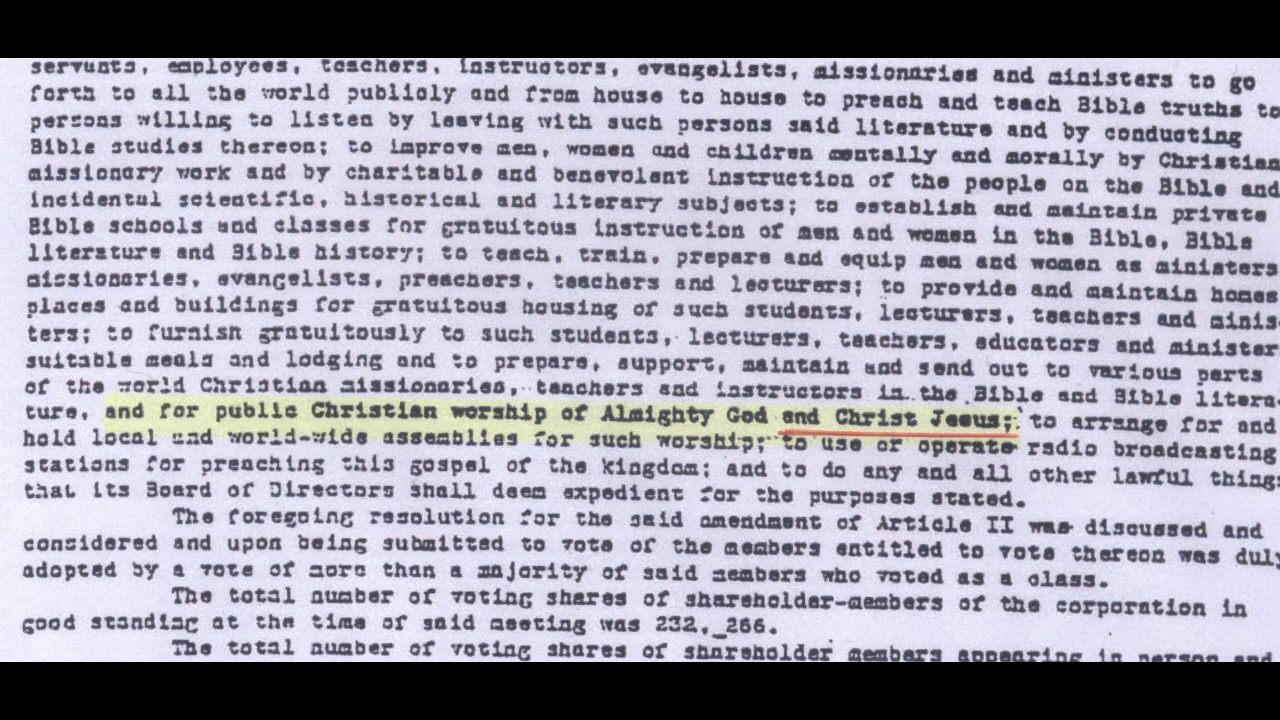 servants, employees, teachers, instructors, evangelists, missionaries and ministers to go
forth to all the world publicly and from house to house to preach and teach Bible truths to
persons willing to listen by leaving with such persons said literature and by conducting
Bible studies thereon; to improve men, women and children mentally and morally by Christian
missionary work and by charitable and benevolent instruction of the people on the Bible and
incidental scientific, historical and literary subjects; to establish and maintain private
Bible schools and classes for gratuitous instruction of men and women in the Bible, Bible
literature and Bible history; to teach, train, prepare and equip men and women as ministers
missionaries, evangelists, preachers, teachers and lecturers; to provide and maintain homes
places and buildings for gratuitous housing of such students, lecturers, teachers and minis
ters; to furnish gratuitously to such students, lecturers, teachers, educators and minister
suitable meals and lodging and to prepare, support, maintain and send out to various parts
of the world Christian missionaries, teachers and instructors in the Bible and Bible litera-
ture, and for public Christian worship of Almighty God and Christ Jesus; to arrange for and
hold local and world-wide assemblies for such worship; to use or operate radio broadcasting
stations for preaching this gospel of the kingdom; and to do any and all other lawful things
that its Board of Directors shall deem expedient for the purposes stated.
The foregoing resolution for the said amendment of Article II was discussed and
considered and upon being submitted to vote of the members entitled to vote thereon was duly
adopted by a vote of more than a majority of said members who voted as a class.
The total number of voting shares of shareholder-members of the corporation in
good standing at the time of said meeting was 232, 266.
The total number of voting shares of shareholder members appearing in person and